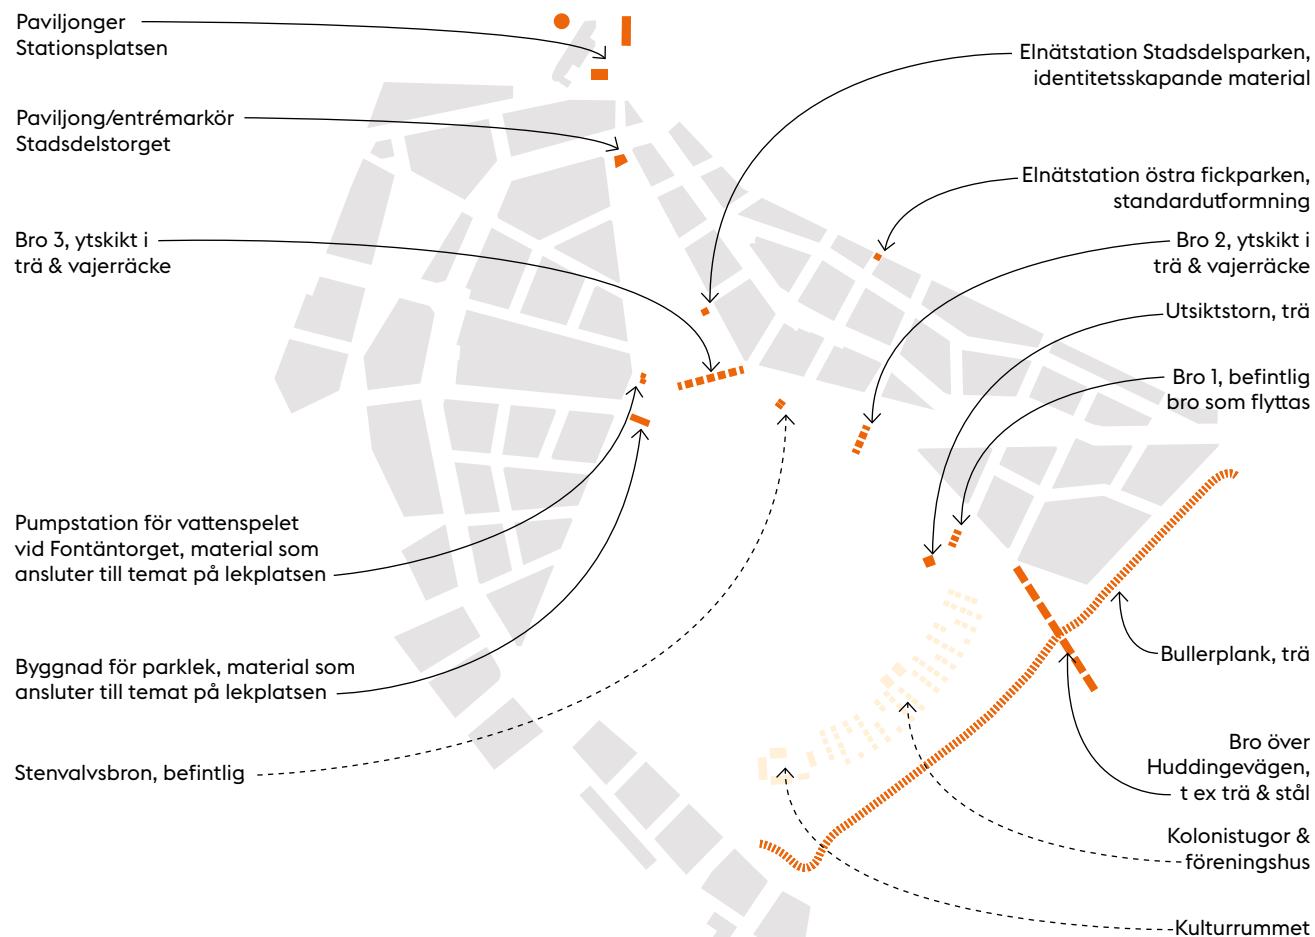 Paviljonger
Stationsplatsen
Paviljong/entrémarkör
Stadsdelstorget
Bro 3, ytskikt i
trä & vajerräcke
Pumpstation för vattenspelet
vid Fontäntorget, material som
ansluter till temat på lekplatsen
Byggnad för parklek, material som
ansluter till temat på lekplatsen
Stenvalvsbron, befintlig
Elnätstation Stadsdelsparken,
identitetsskapande material
Elnätstation östra fickparken,
standardutformning
Bro 2, ytskikt i
trä & vajerräcke
Utsiktstorn, trä
Bro 1, befintlig
bro som flyttas
Bullerplank, trä
Bro över
Huddingevägen,
t ex trä & stål
Kolonistugor &
föreningshus
Kulturrummet